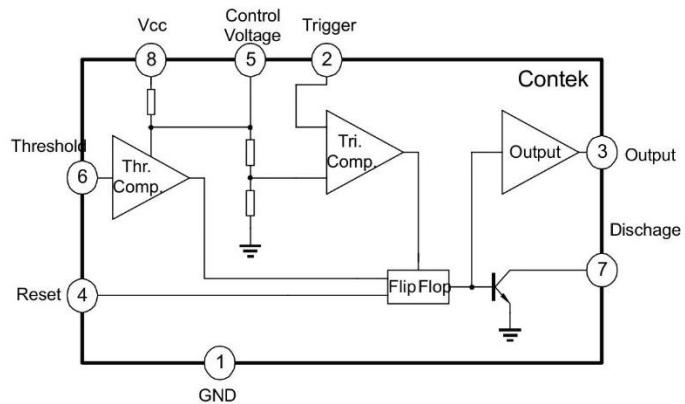 Vcc
Control
Voltage
Trigger
8
5
2
Contek
Threshold
6
Thr.
Comp.
Tri.
Comp.
Output
3
Output
Dischage
7
Reset
4
Flip Flop
1
GND